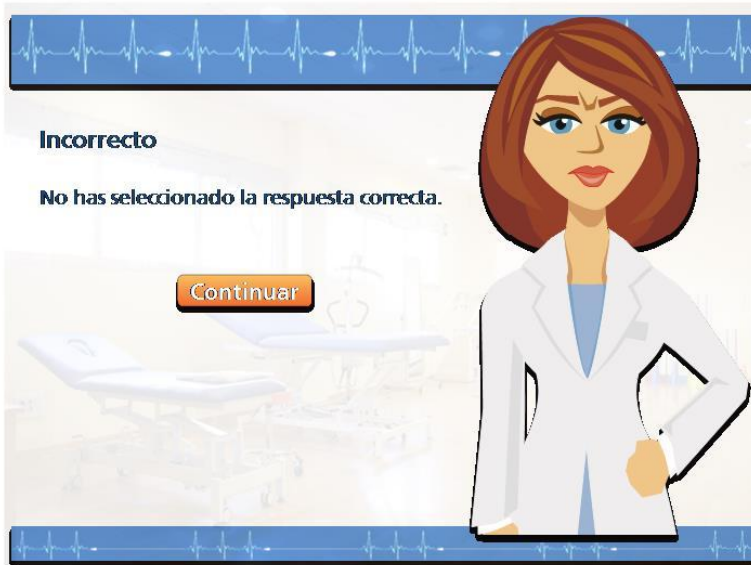 Incorrecto
No has seleccionado la respuesta correcta.
Continuar